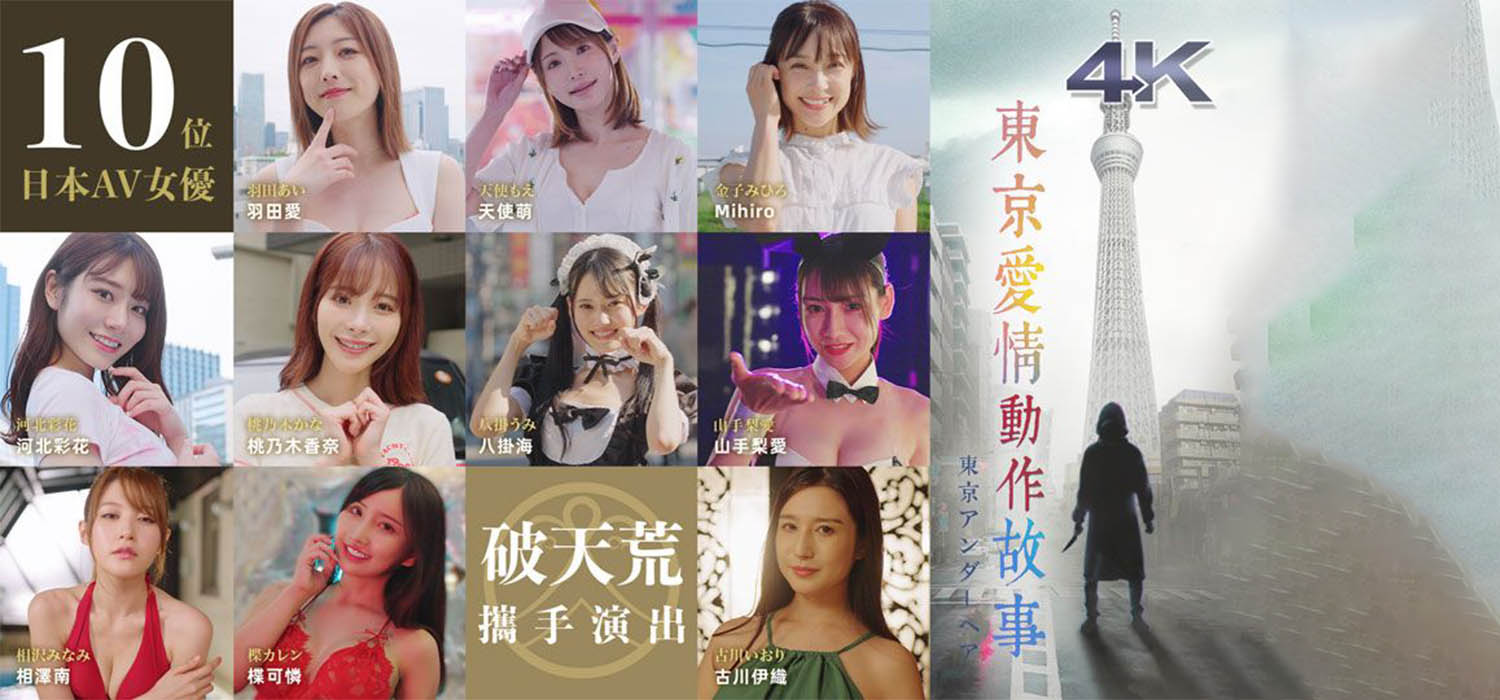 10位
日本AV女優
羽田あい
羽田愛
天使もえ
天使萌
金子みひろ
Mihiro
河北彩花
河北彩花
桃乃木かな
桃乃木香奈
八掛うみ
八掛海
山手梨愛
山手梨愛
相沢みなみ
相澤南
楪カレン
楪可憐
破天荒
攜手演出
古川いおり
古川伊織
4K
東京愛情動作故事
東京アンダーヘア